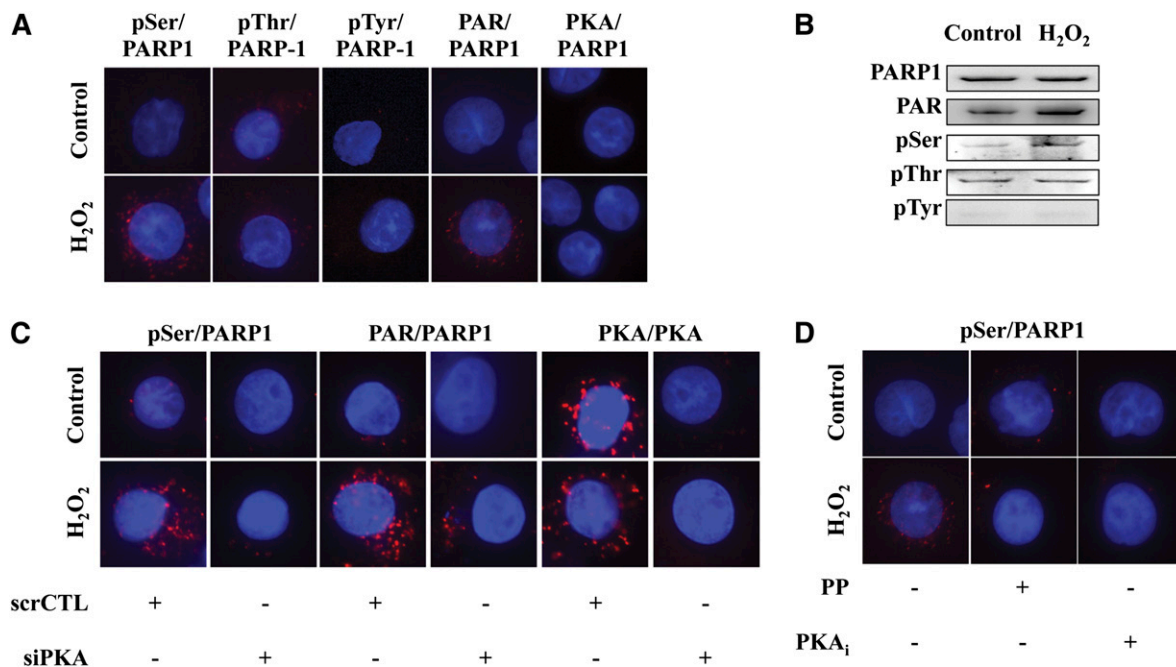 A
pSer/ pThr/ pTyr/ PAR/ PKA/
PARP1 PARP-1 PARP-1 PARP1 PARP1
Control
H₂O₂
B
Control H₂O₂
PARP1
PAR
pSer
pThr
pTyr
C
pSer/PARP1 PAR/PARP1 PKA/PKA
Control
H₂O₂
scrCTL + - + - + -
siPKA - + - + - +
D
pSer/PARP1
Control
H₂O₂
PP - + -
PKAᵢ - - +